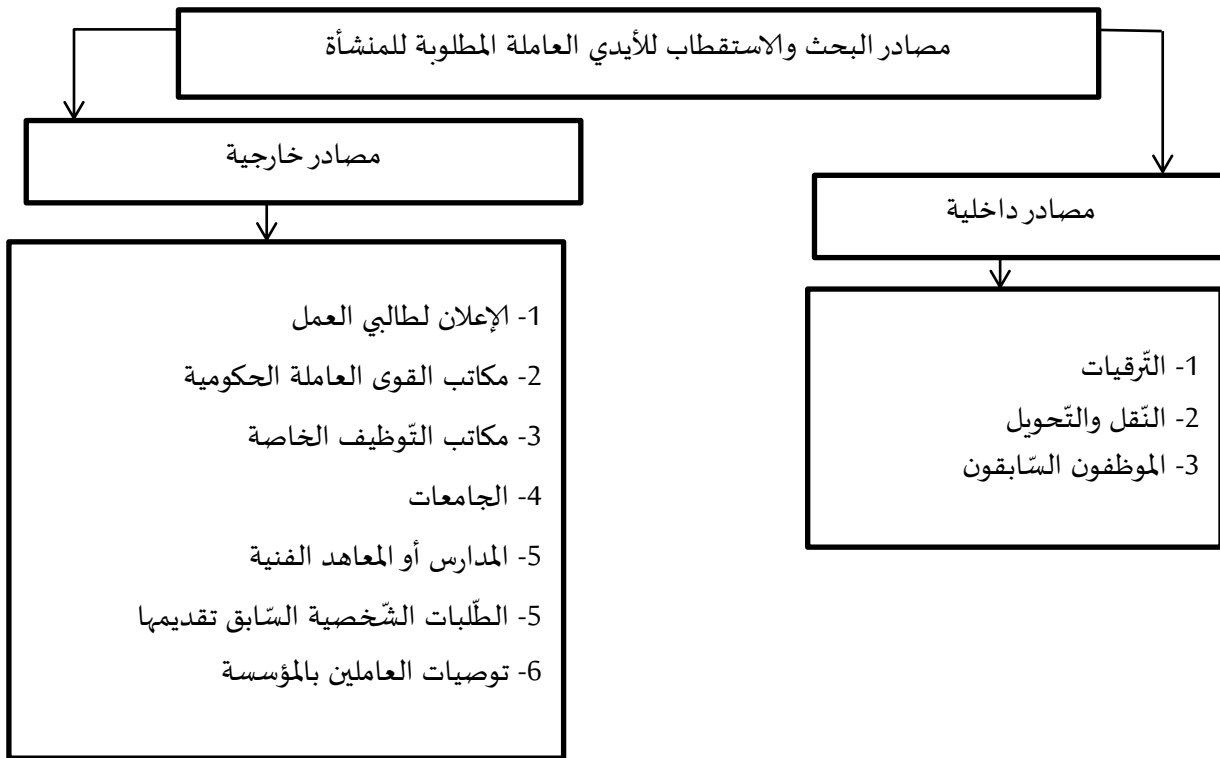 مصادر البحث والاستقطاب للأيدي العاملة المطلوبة للمنشأة
مصادر داخلية
1- التّرقيات
2- النّقل والتّحويل
3- الموظفون السّابقون
مصادر خارجية
1- الإعلان لطالبي العمل
2- مكاتب القوى العاملة الحكومية
3- مكاتب التّوظيف الخاصة
4- الجامعات
5- المدارس أو المعاهد الفنية
5- الطّلبات الشّخصية السّابق تقديمها
6- توصيات العاملين بالمؤسسة